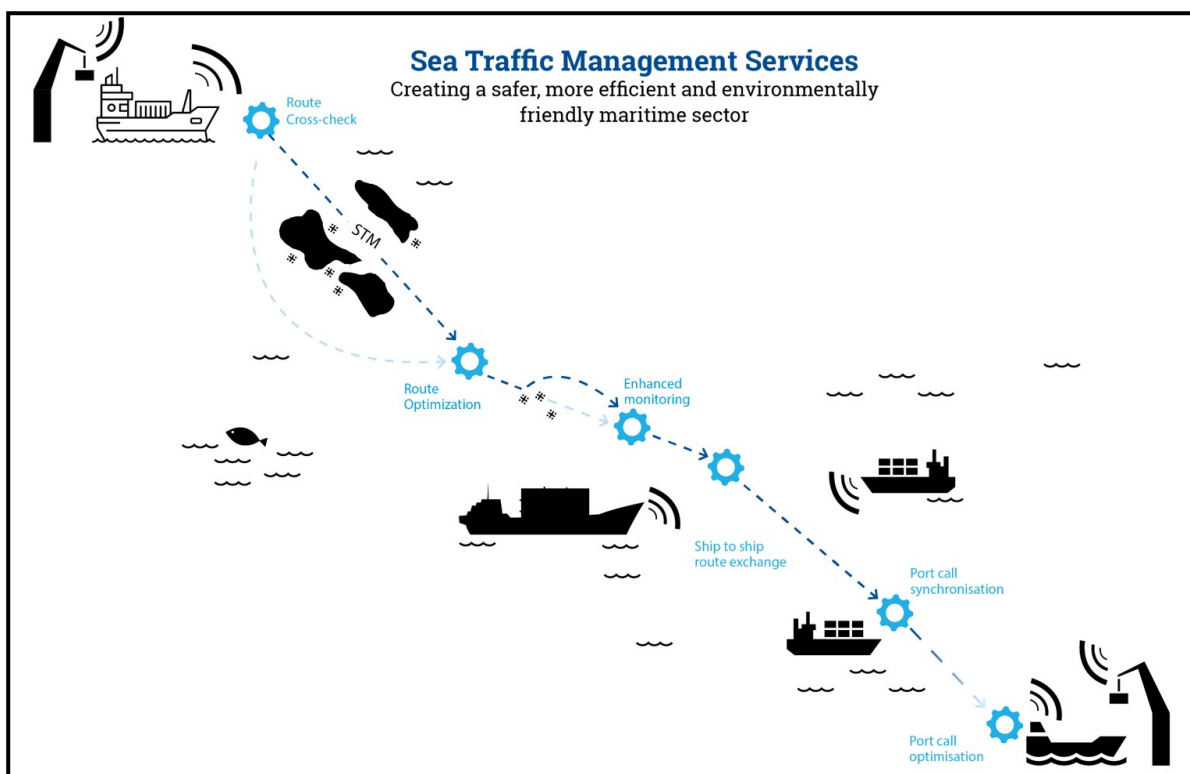 Sea Traffic Management Services
Creating a safer, more efficient and environmentally
friendly maritime sector
Route
Cross-check
STM
Route
Optimization
Enhanced
monitoring
Ship to ship
route exchange
Port call
synchronisation
Port call
optimisation